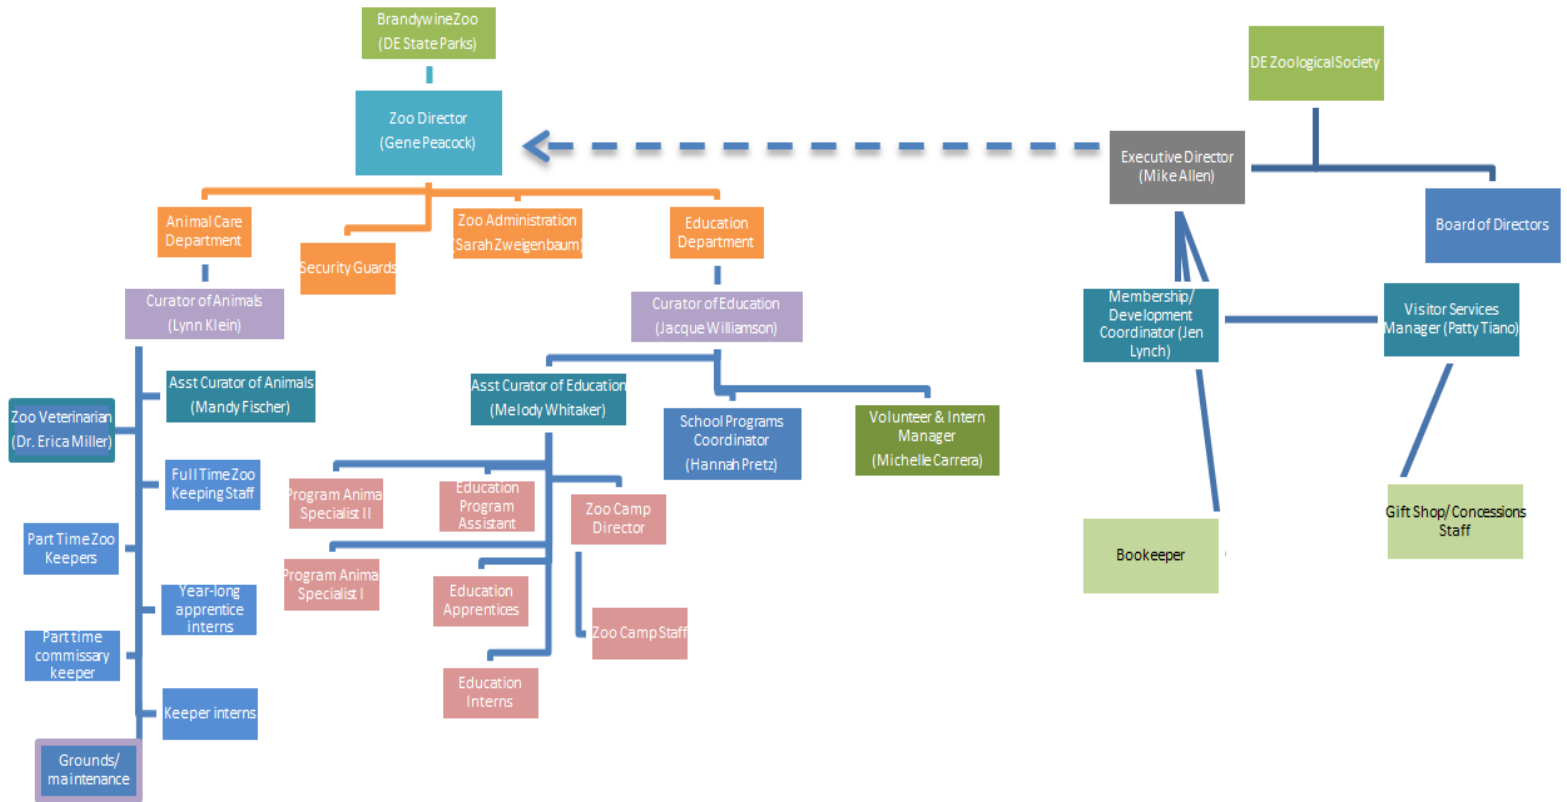 BrandywineZoo
(DE State Parks)
Zoo Director
(Gene Peacock)
Animal Care
Department
Security Guards
Zoo Administration
(Sarah Zweigenbaum)
Education
Department
Curator of Animals
(Lynn Klein)
Curator of Education
(Jacque Williamson)
Asst Curator of Animals
(Mandy Fischer)
Zoo Veterinarian
(Dr. Erica Miller)
Full Time Zoo
Keeping Staff
Part Time Zoo
Keepers
Year-long
apprentice
interns
Part time
commissary
keeper
Keeper interns
Grounds/
maintenance
Asst Curator of Education
(Melody Whitaker)
School Programs
Coordinator
(Hannah Pretz)
Volunteer & Intern
Manager
(Michelle Carrera)
Program Animal
Specialist II
Education
Program
Assistant
Zoo Camp
Director
Program Animal
Specialist I
Education
Apprentices
Zoo Camp Staff
Education
Interns
DE Zoological Society
Executive Director
(Mike Allen)
Board of Directors
Membership/
Development
Coordinator (Jen
Lynch)
Visitor Services
Manager (Patty Tiano)
Bookeeper
Gift Shop/ Concessions
Staff